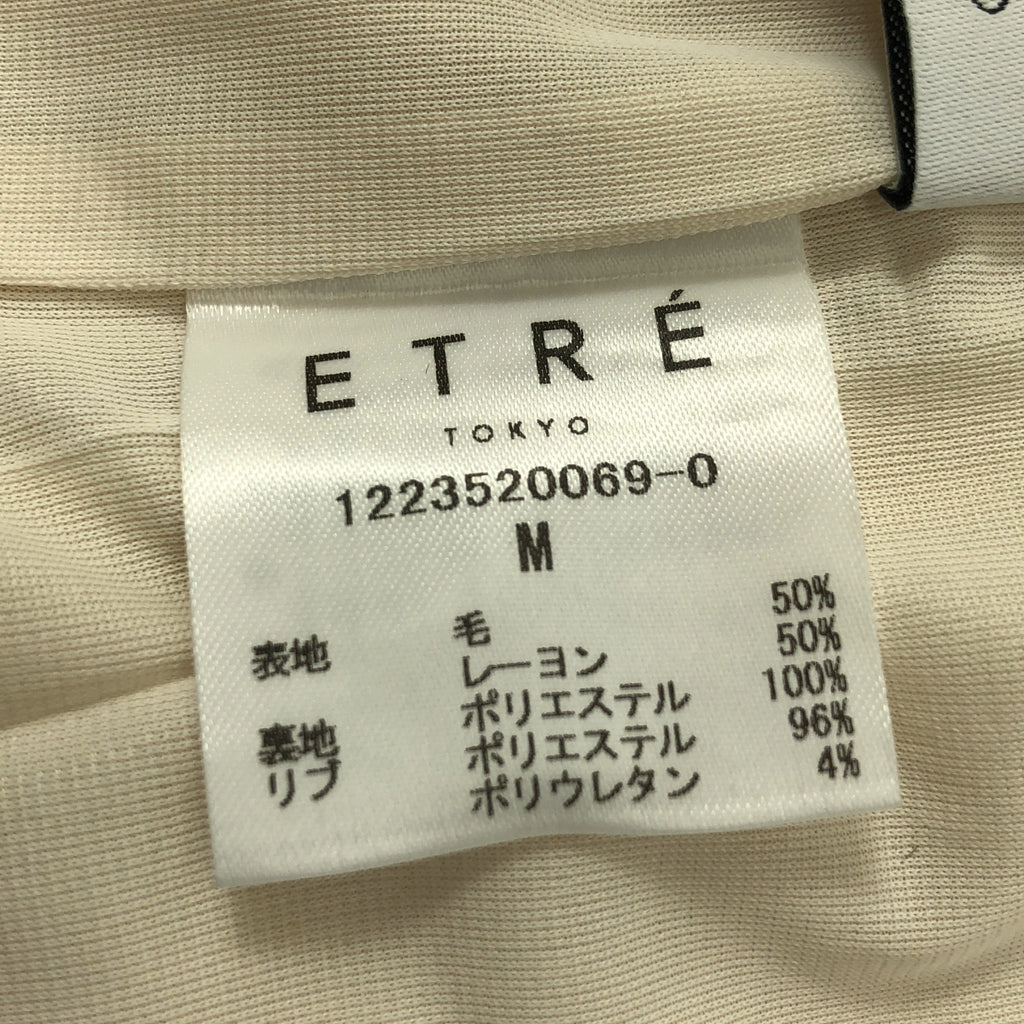 ETRÉ
TOKYO
1223520069-0
M
表地 毛 50%
レーヨン 50%
裏地 ポリエステル 100%
リブ ポリエステル 96%
ポリウレタン 4%